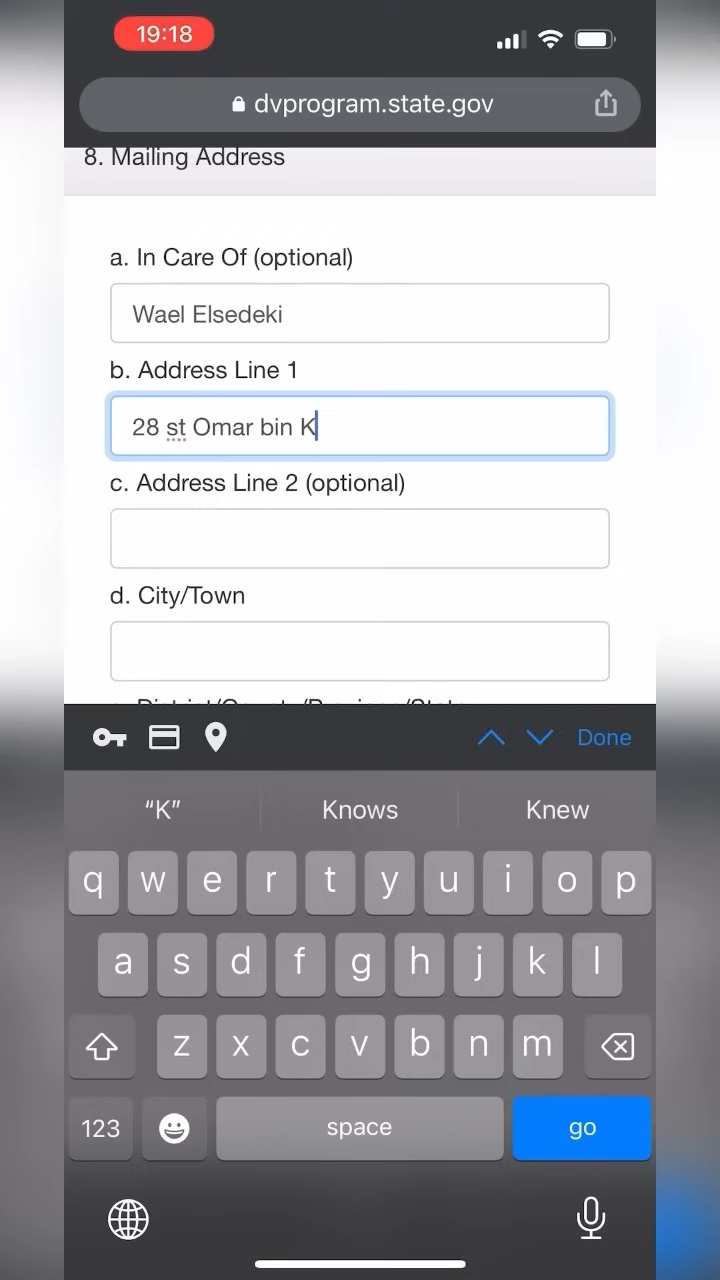 19:18
dvprogram.state.gov
8. Mailing Address
a. In Care Of (optional)
Wael Elsedeki
b. Address Line 1
28 st Omar bin K
c. Address Line 2 (optional)
d. City/Town
Done
“K” Knows Knew
q w e r t y u i o p
a s d f g h j k l
z x c v b n m
123 space go